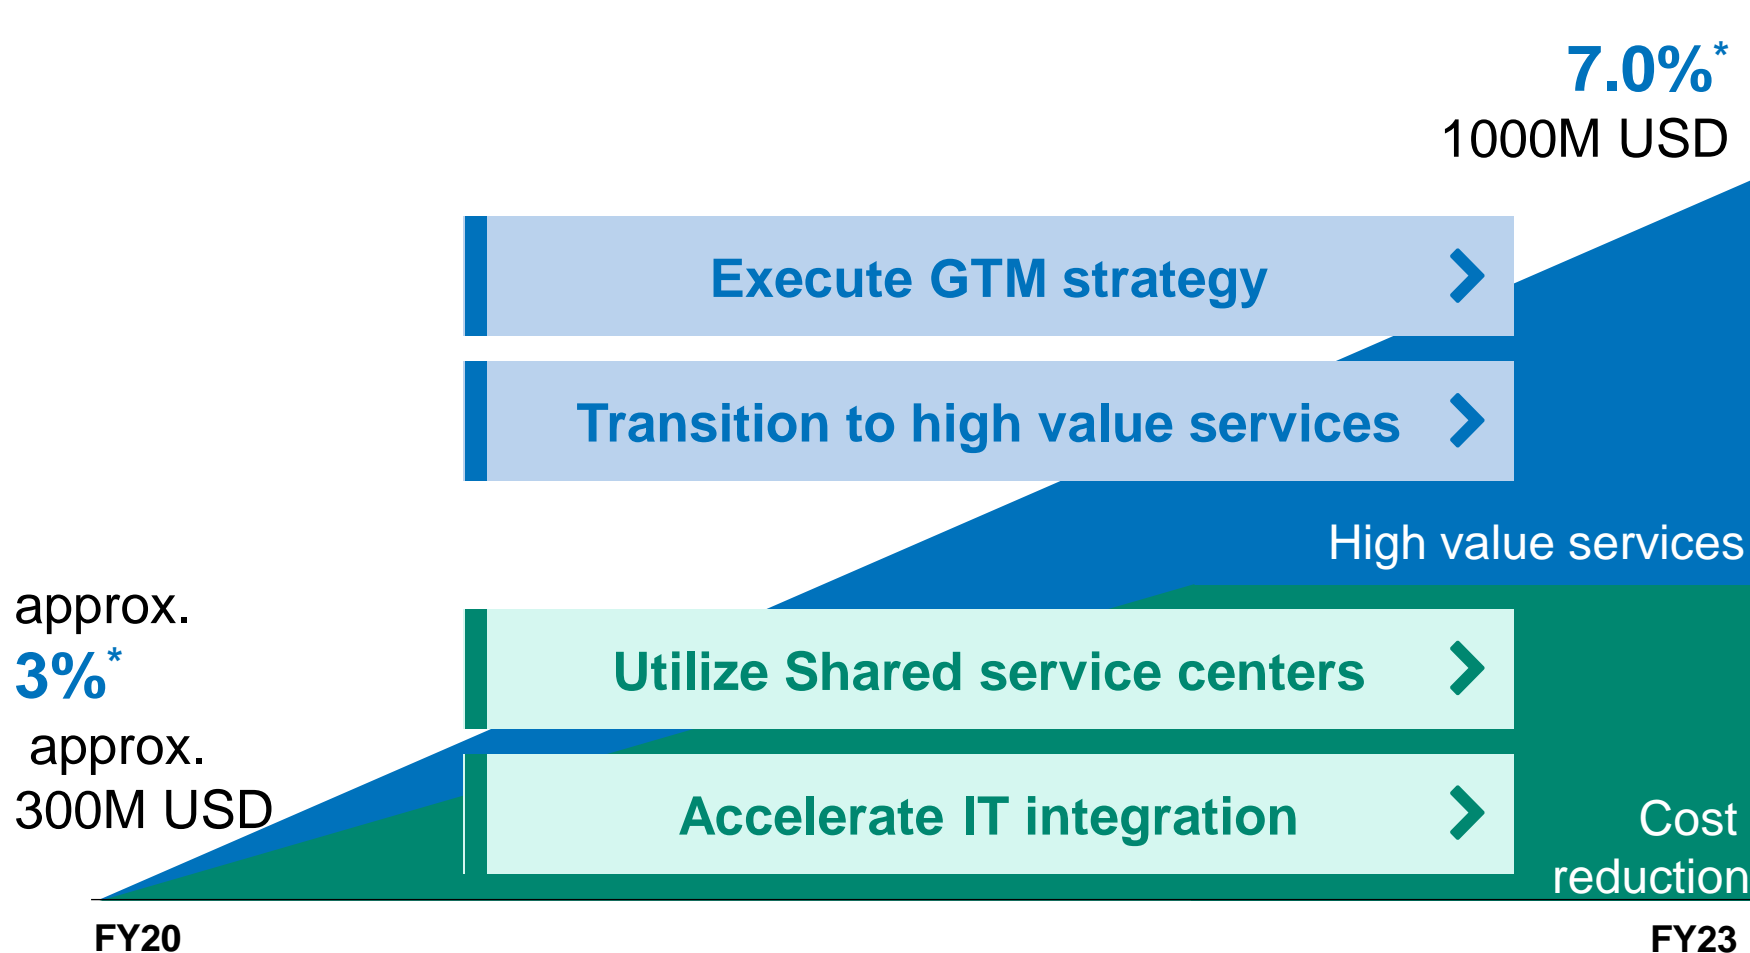 7.0%*
1000M USD
Execute GTM strategy
Transition to high value services
High value services
approx.
3%*
approx.
300M USD
Utilize Shared service centers
Accelerate IT integration
Cost
reduction
FY20
FY23